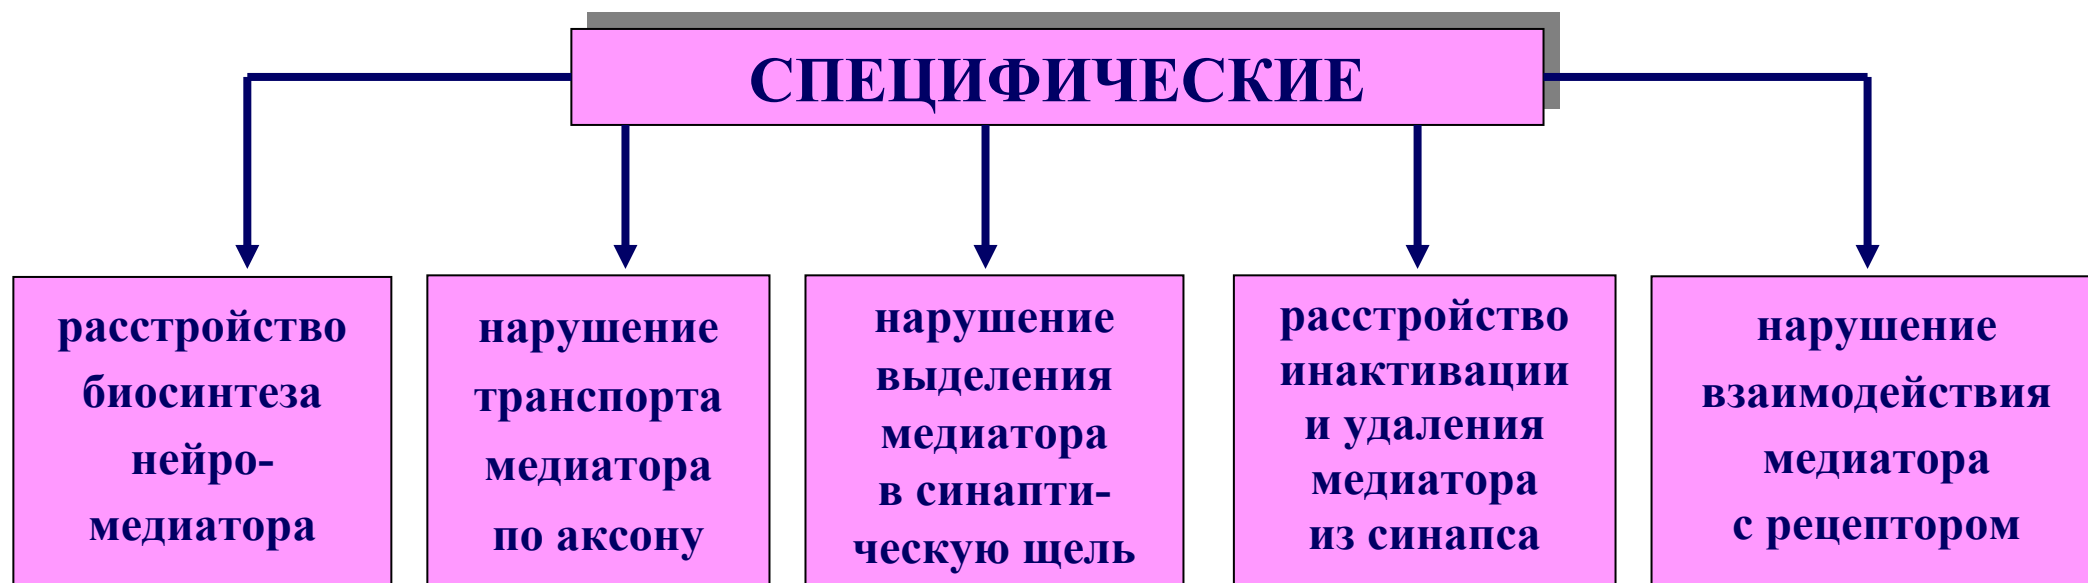 СПЕЦИФИЧЕСКИЕ
расстройство
биосинтеза
нейро-
медиатора
нарушение
транспорта
медиатора
по аксону
нарушение
выделения
медиатора
в синапти-
ческую щель
расстройство
инактивации
и удаления
медиатора
из синапса
нарушение
взаимодействия
медиатора
с рецептором